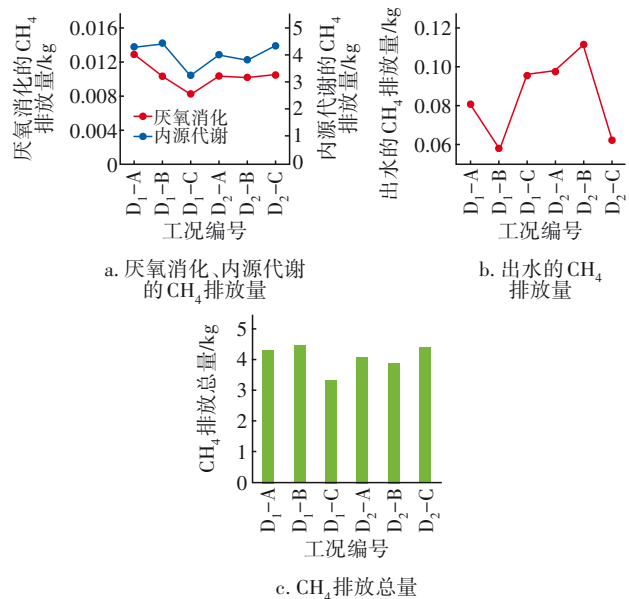 厌氧消化的CH4
排放量/kg
0.016
0.012
0.008
0.004
0
厌氧消化
内源代谢
5
4
3
2
1
0
内源代谢的CH4
排放量/kg
D1-A
D1-B
D1-C
D2-A
D2-B
D2-C
工况编号
a. 厌氧消化、内源代谢
的CH4排放量
出水的CH4排放量/kg
0.12
0.10
0.08
0.06
D1-A
D1-B
D1-C
D2-A
D2-B
D2-C
工况编号
b. 出水的CH4
排放量
CH4排放总量/kg
5
4
3
2
1
0
D1-A
D1-B
D1-C
D2-A
D2-B
D2-C
工况编号
c. CH4排放总量